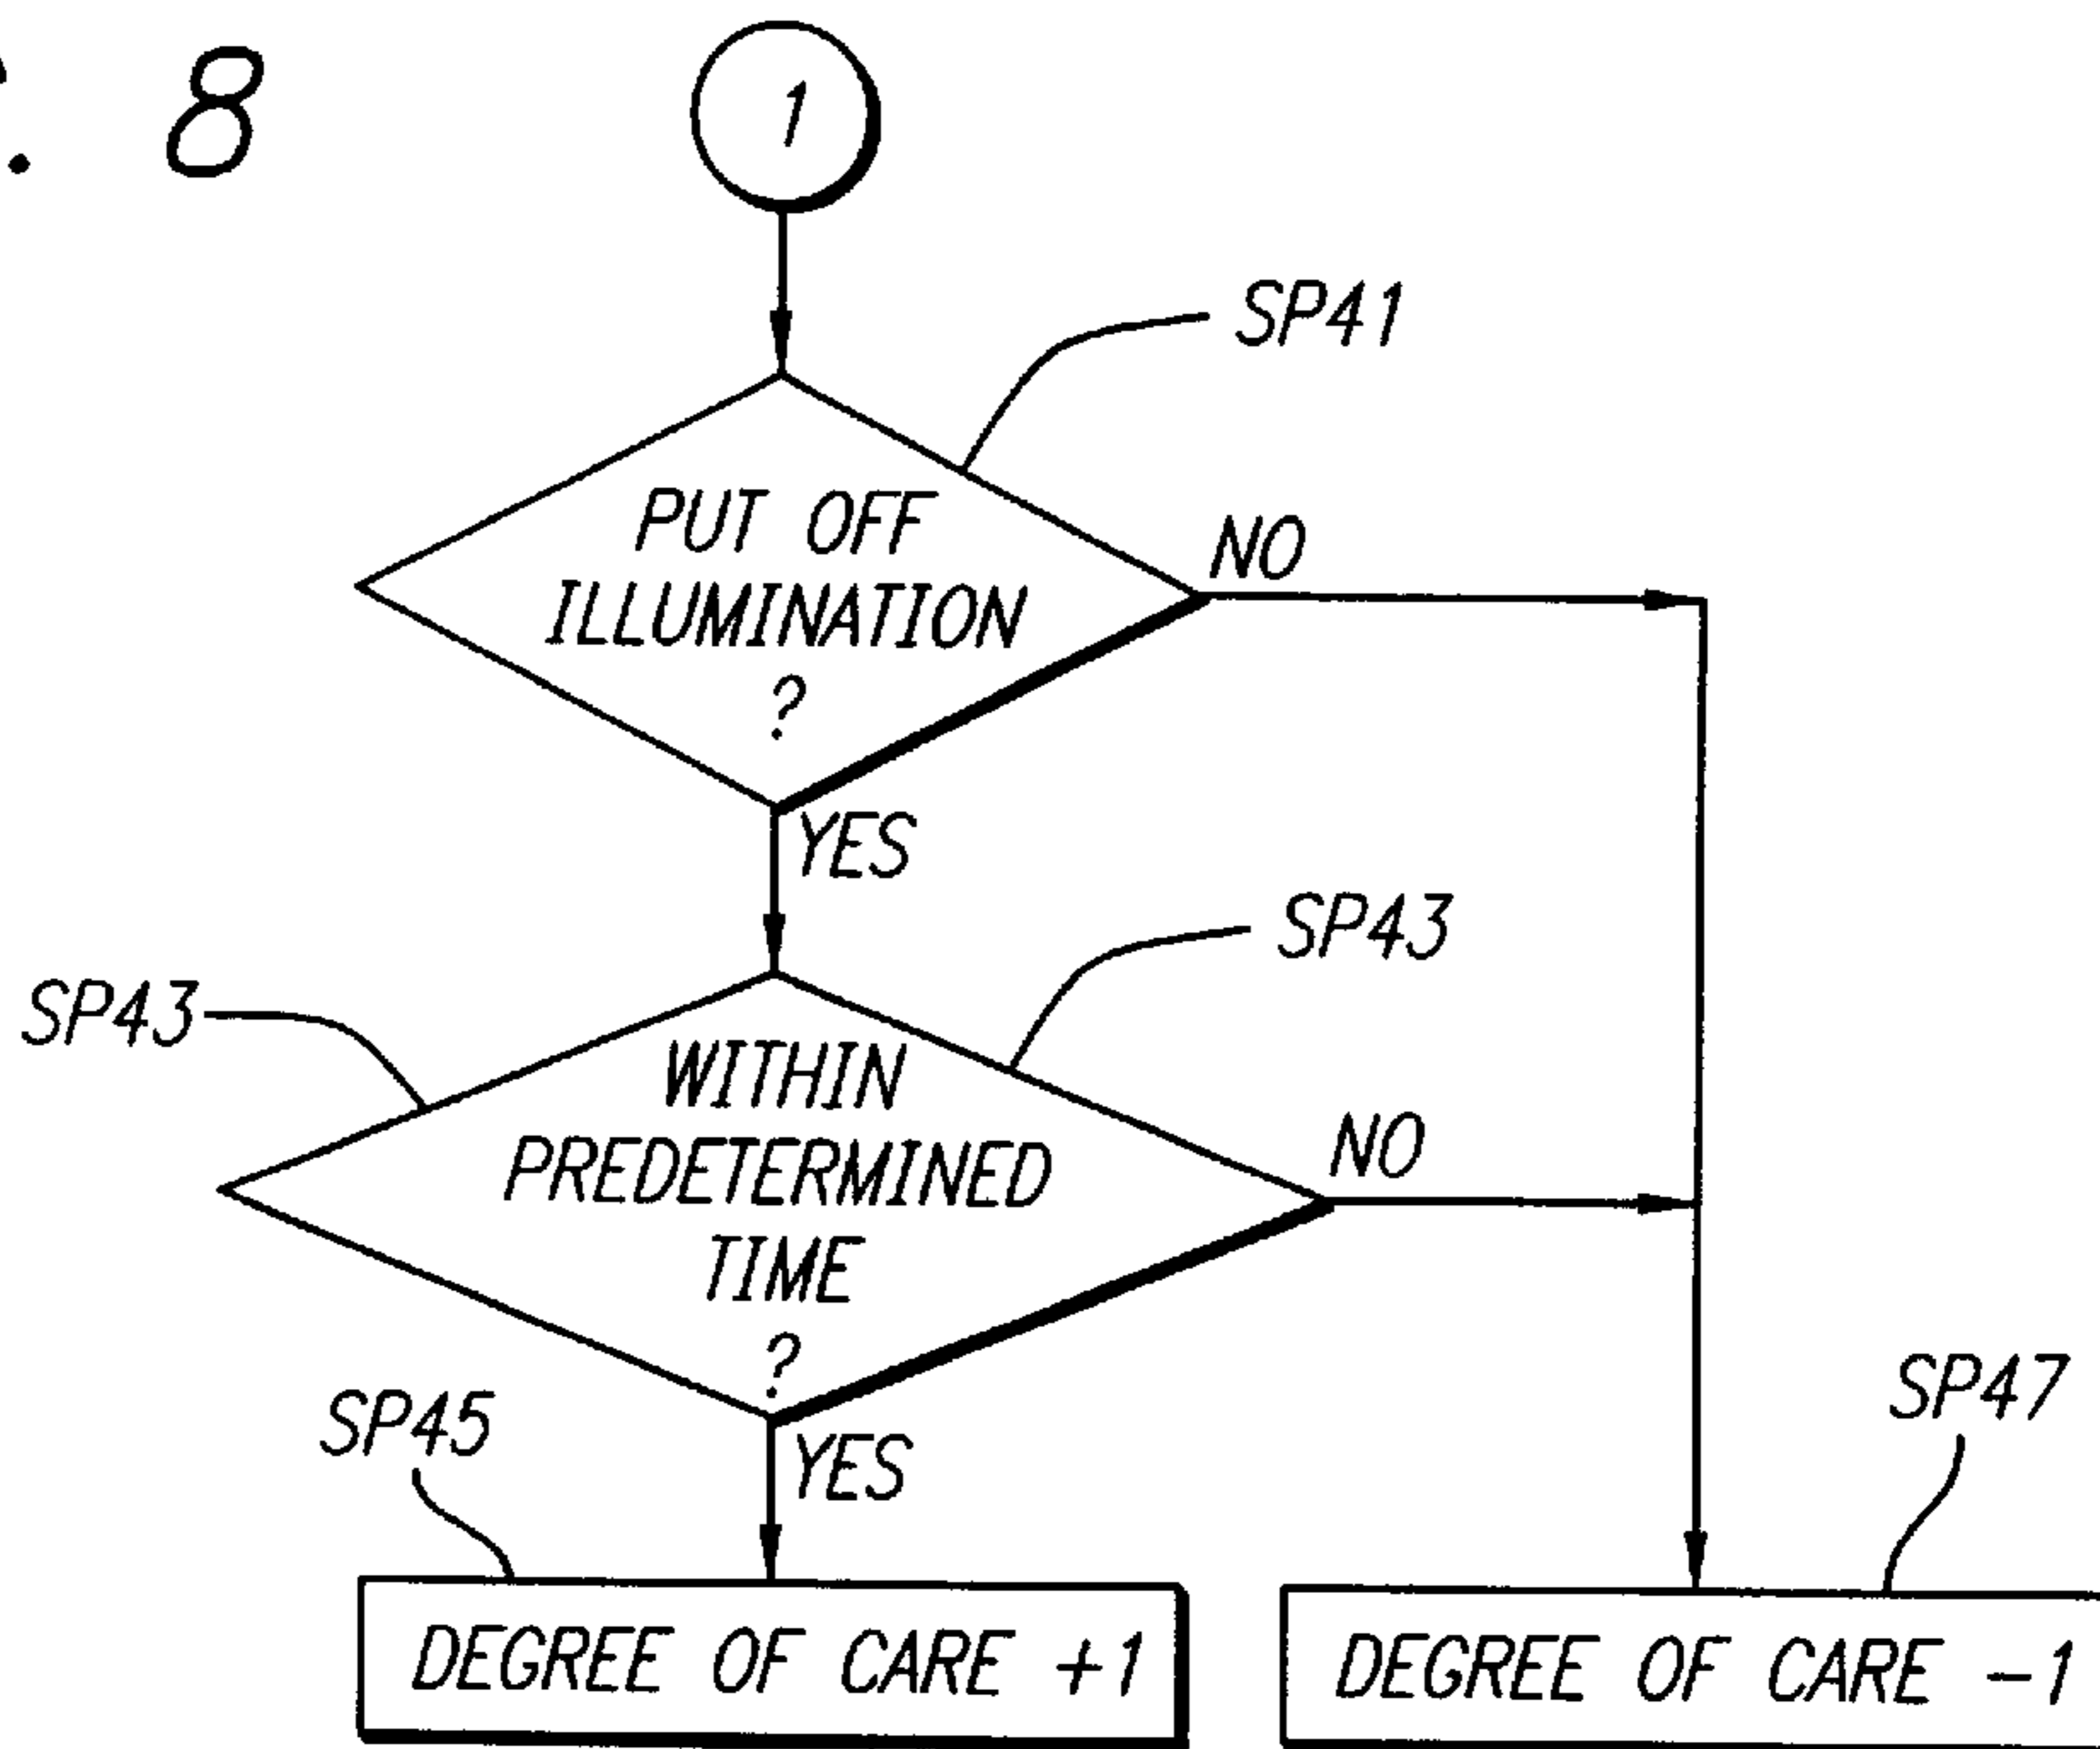 . 8
1
SP41
PUT OFF
ILLUMINATION
?
NO
YES
SP43
SP43
WITHIN
PREDETERMINED
TIME
?
NO
YES
SP45
SP47
DEGREE OF CARE +1
DEGREE OF CARE -1